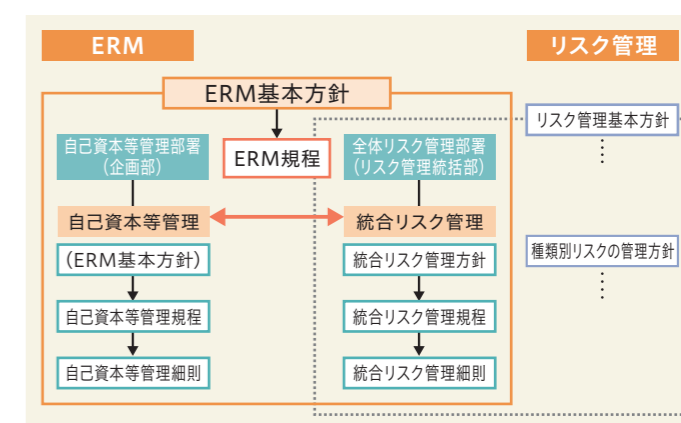 ERM
リスク管理
ERM基本方針
リスク管理基本方針
⋮
自己資本等管理部署
(企画部)
ERM規程
全体リスク管理部署
(リスク管理統括部)
自己資本等管理
統合リスク管理
(ERM基本方針)
統合リスク管理方針
種類別リスクの管理方針
⋮
自己資本等管理規程
統合リスク管理規程
自己資本等管理細則
統合リスク管理細則